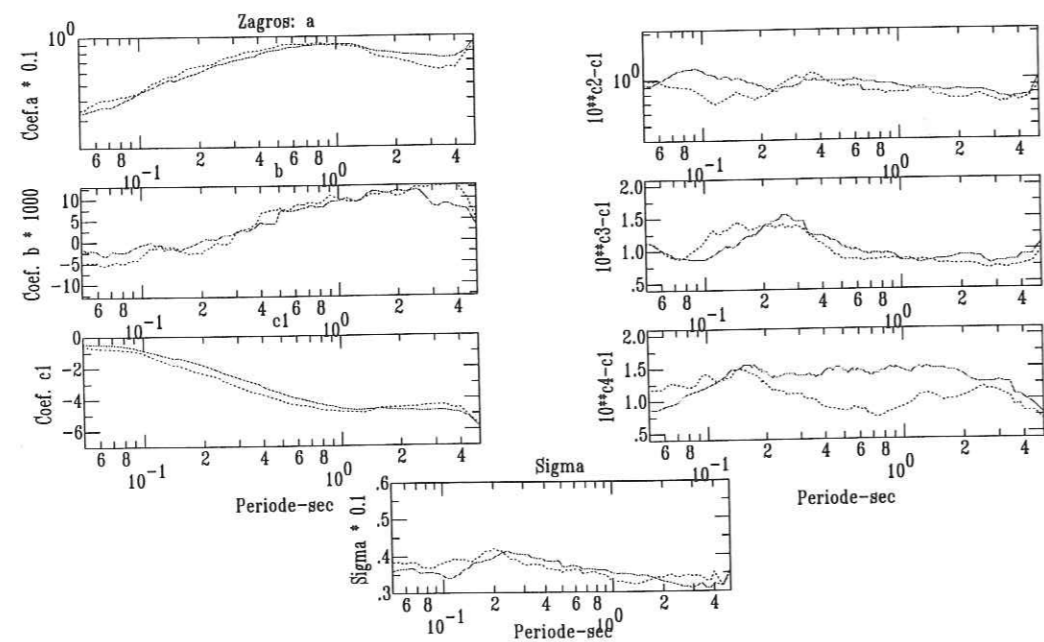 Zagros: a
10⁰
Coef.a * 0.1
6 8 2 4 6 8 2 4
10⁻¹ b 10⁰
Coef. b * 1000
10
5
0
−5
−10
6 8 2 4 6 8 2 4
10⁻¹ c1 10⁰
Coef. c1
0
−2
−4
−6
6 8 2 4 6 8 2 4
10⁻¹ 10⁰
Periode−sec
10**c2−c1
10⁰
6 8 2 4 6 8 2 4
10⁻¹ 10⁰
10**c3−c1
2.0
1.5
1.0
.5
6 8 2 4 6 8 2 4
10⁻¹ 10⁰
10**c4−c1
2.0
1.5
1.0
.5
6 8 2 4 6 8 2 4
10⁻¹ 10⁰
Periode−sec
Sigma
Sigma * 0.1
.6
.5
.4
.3
6 8 2 4 6 8 2 4
10⁻¹ 10⁰
Periode−sec